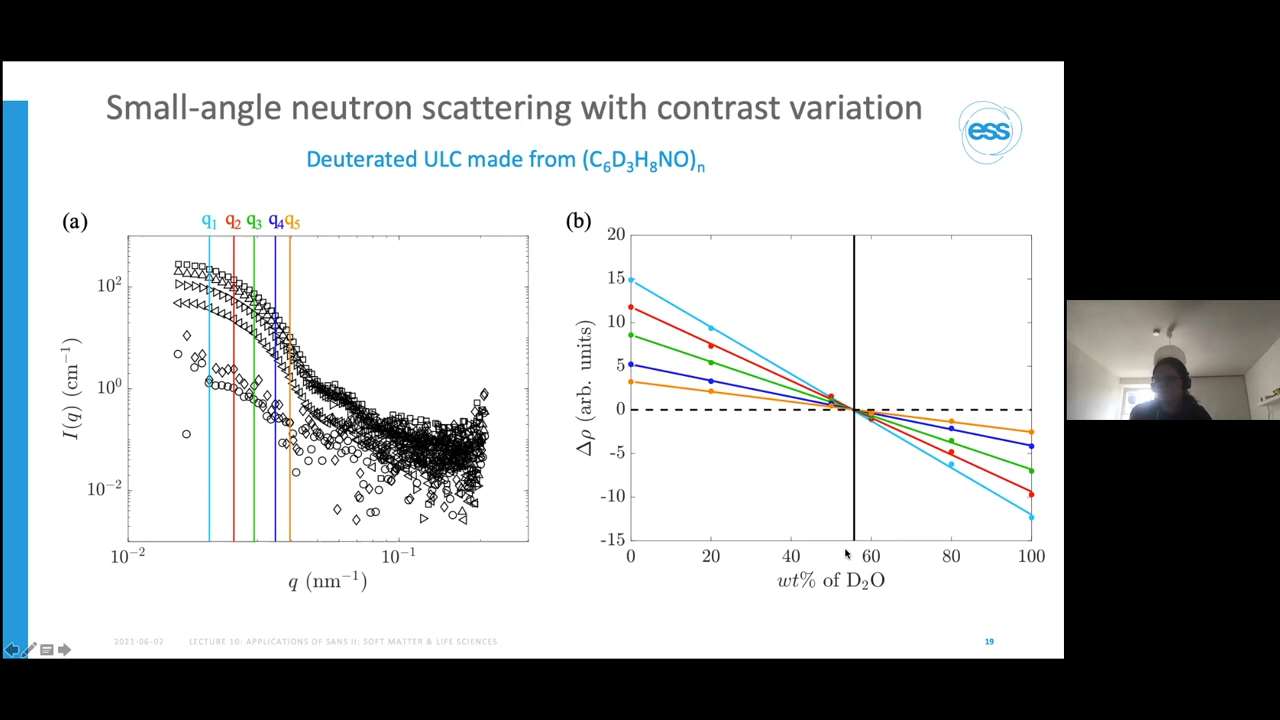 Small-angle neutron scattering with contrast variation
ess
Deuterated ULC made from (C₆D₃H₈NO)ₙ
(a)
q₁ q₂ q₃ q₄ q₅
10²
10⁰
10⁻²
I(q) (cm⁻¹)
10⁻² 10⁻¹
q (nm⁻¹)
(b)
20
15
10
5
0
-5
-10
-15
Δρ (arb. units)
0 20 40 60 80 100
wt% of D₂O
2021-06-02 LECTURE 10: APPLICATIONS OF SANS II: SOFT MATTER & LIFE SCIENCES 19